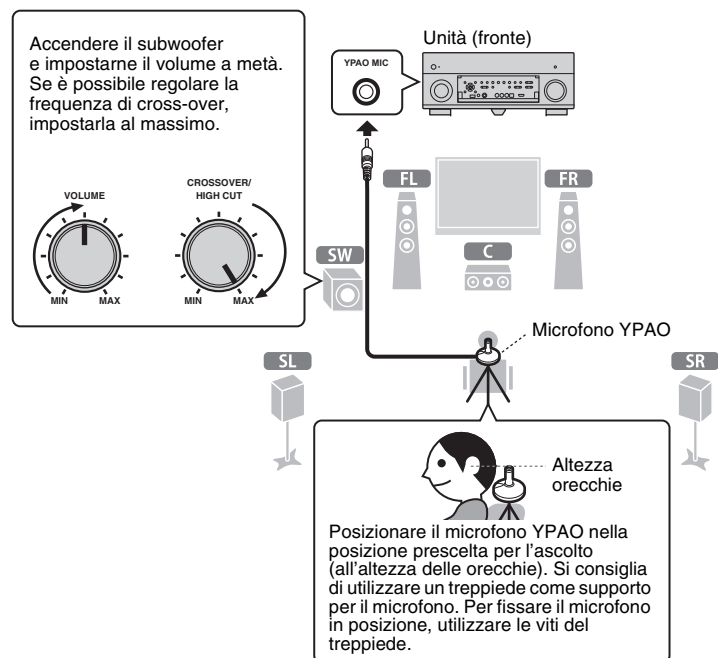 Accendere il subwoofer
e impostarne il volume a metà.
Se è possibile regolare la
frequenza di cross-over,
impostarla al massimo.
VOLUME
MIN
MAX
CROSSOVER/
HIGH CUT
MIN
MAX
Unità (fronte)
YPAO MIC
FL
FR
C
SW
Microfono YPAO
SL
SR
Altezza
orecchie
Posizionare il microfono YPAO nella
posizione prescelta per l'ascolto
(all'altezza delle orecchie). Si consiglia
di utilizzare un treppiede come supporto
per il microfono. Per fissare il microfono
in posizione, utilizzare le viti del
treppiede.